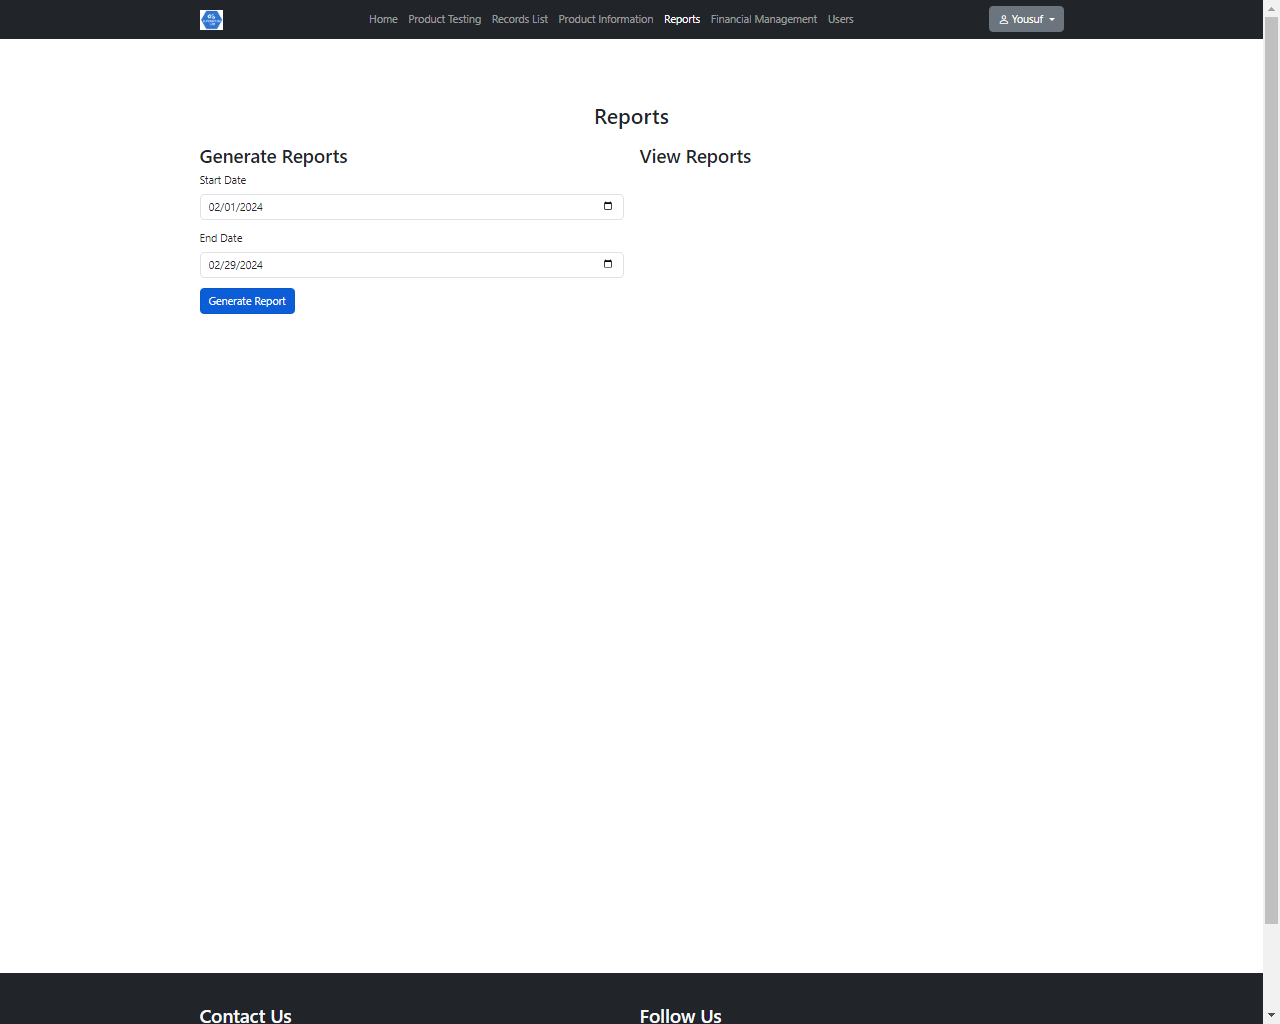 Home Product Testing Records List Product Information Reports Financial Management Users Yousuf
Reports
Generate Reports
Start Date
02/01/2024
End Date
02/29/2024
Generate Report
View Reports
Contact Us
Follow Us